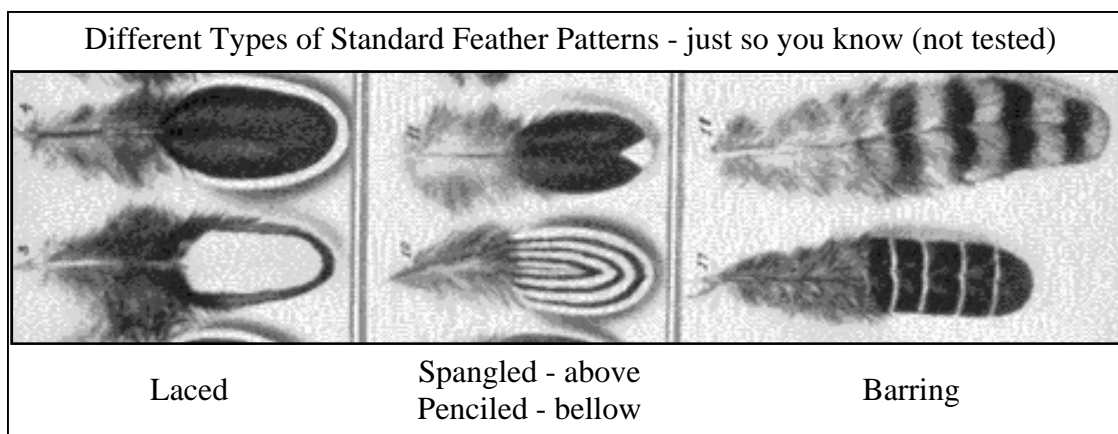 Different Types of Standard Feather Patterns - just so you know (not tested)
Laced
Spangled - above
Penciled - bellow
Barring